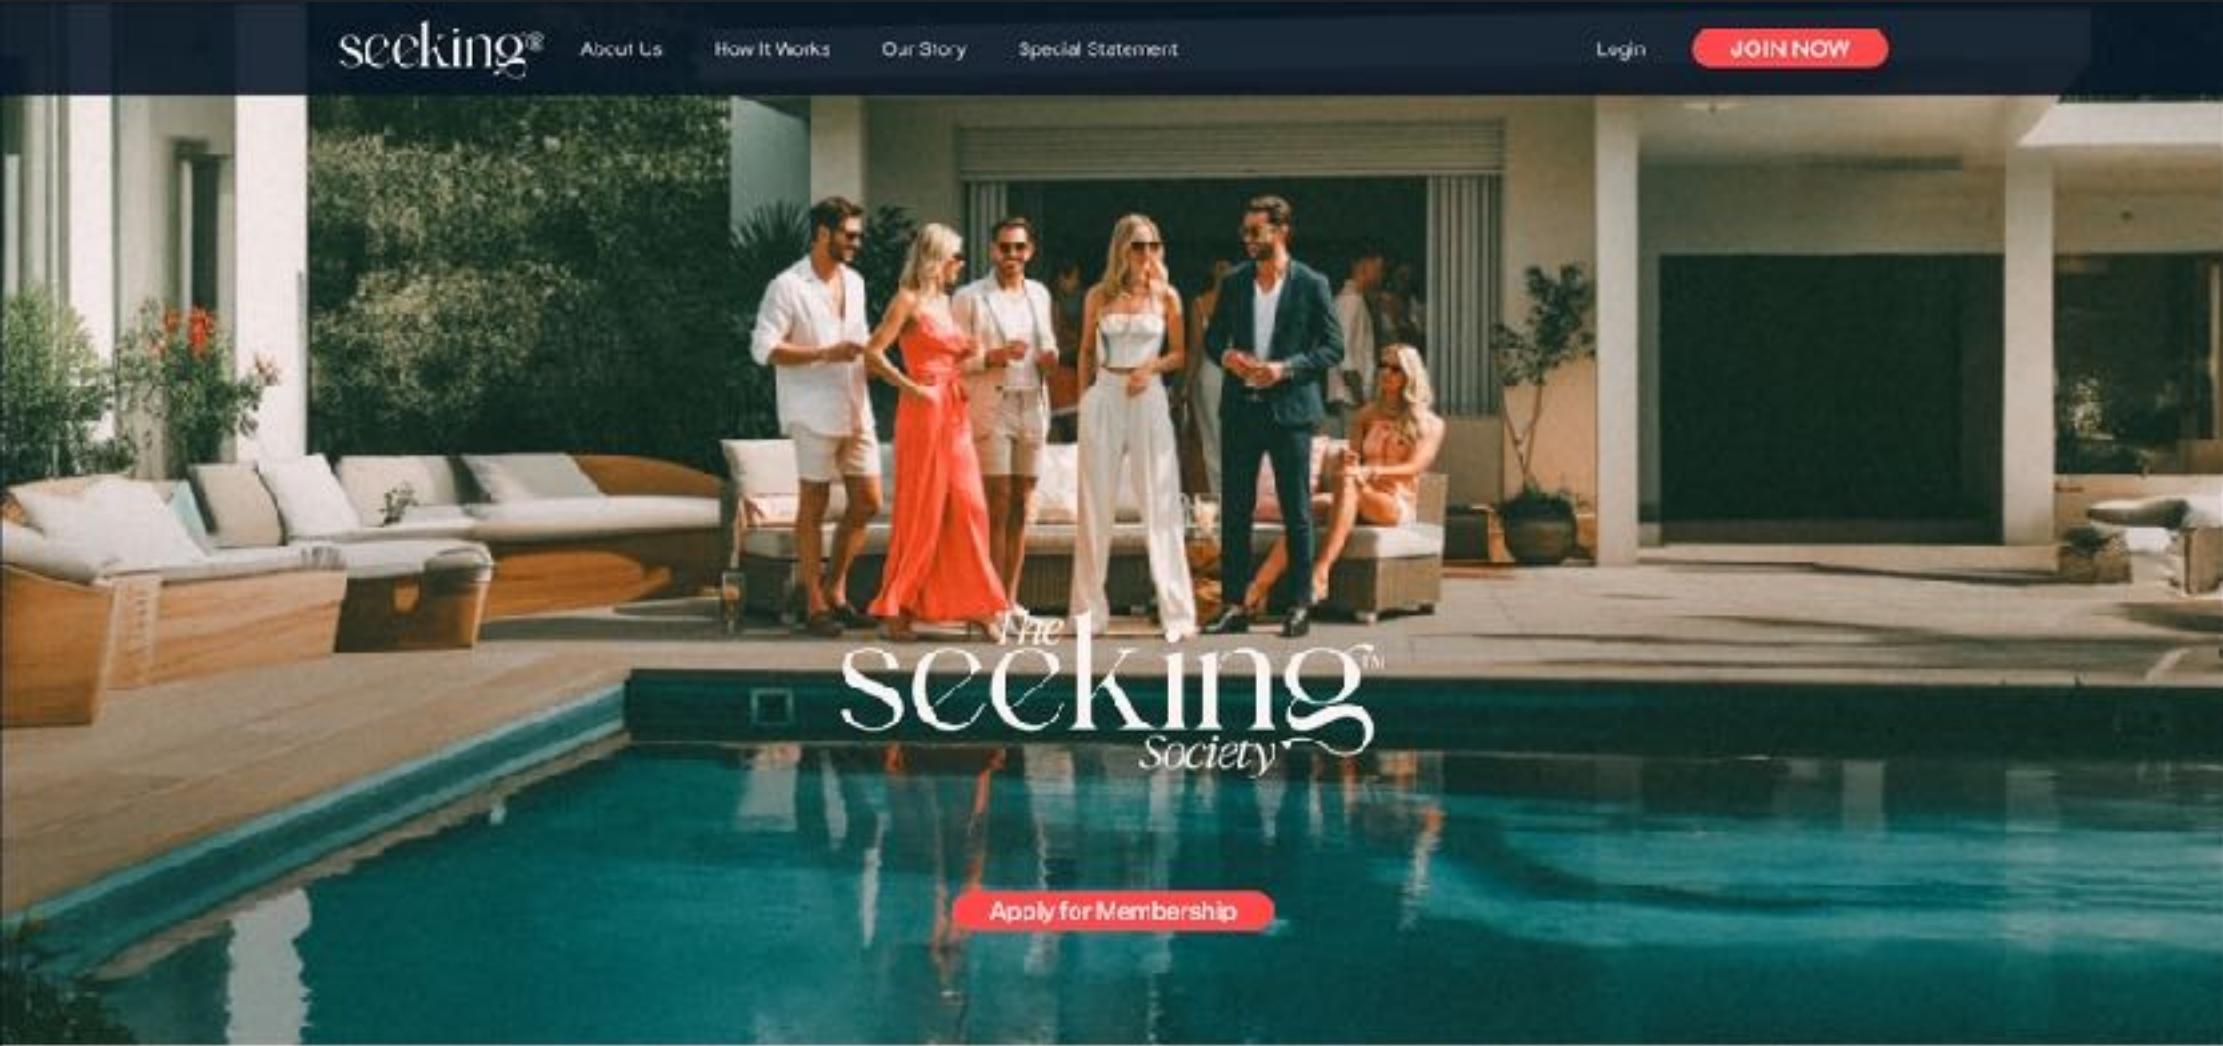 seeking®
About Us How It Works Our Story Special Statement Login JOIN NOW
The
seeking™
Society
Apply for Membership